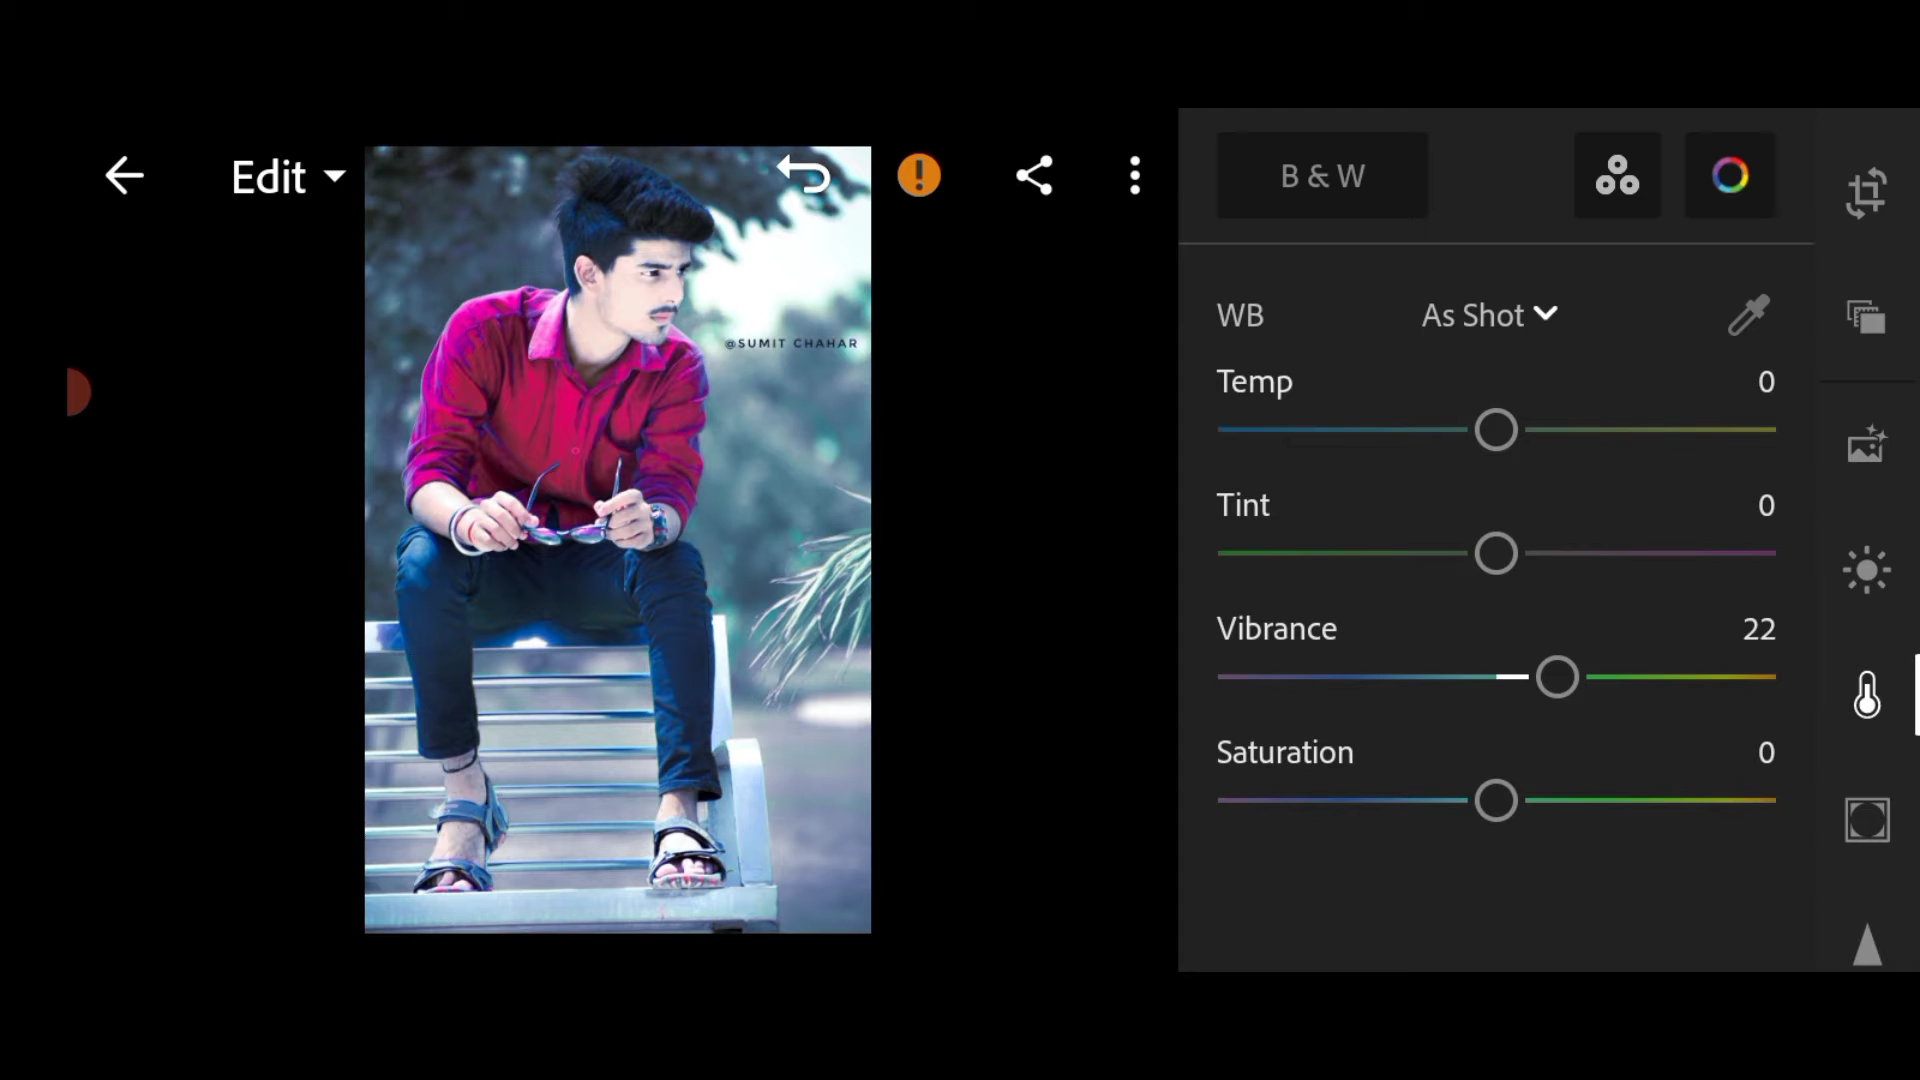 Edit
@SUMIT CHAHAR
B & W
WB As Shot
Temp 0
Tint 0
Vibrance 22
Saturation 0